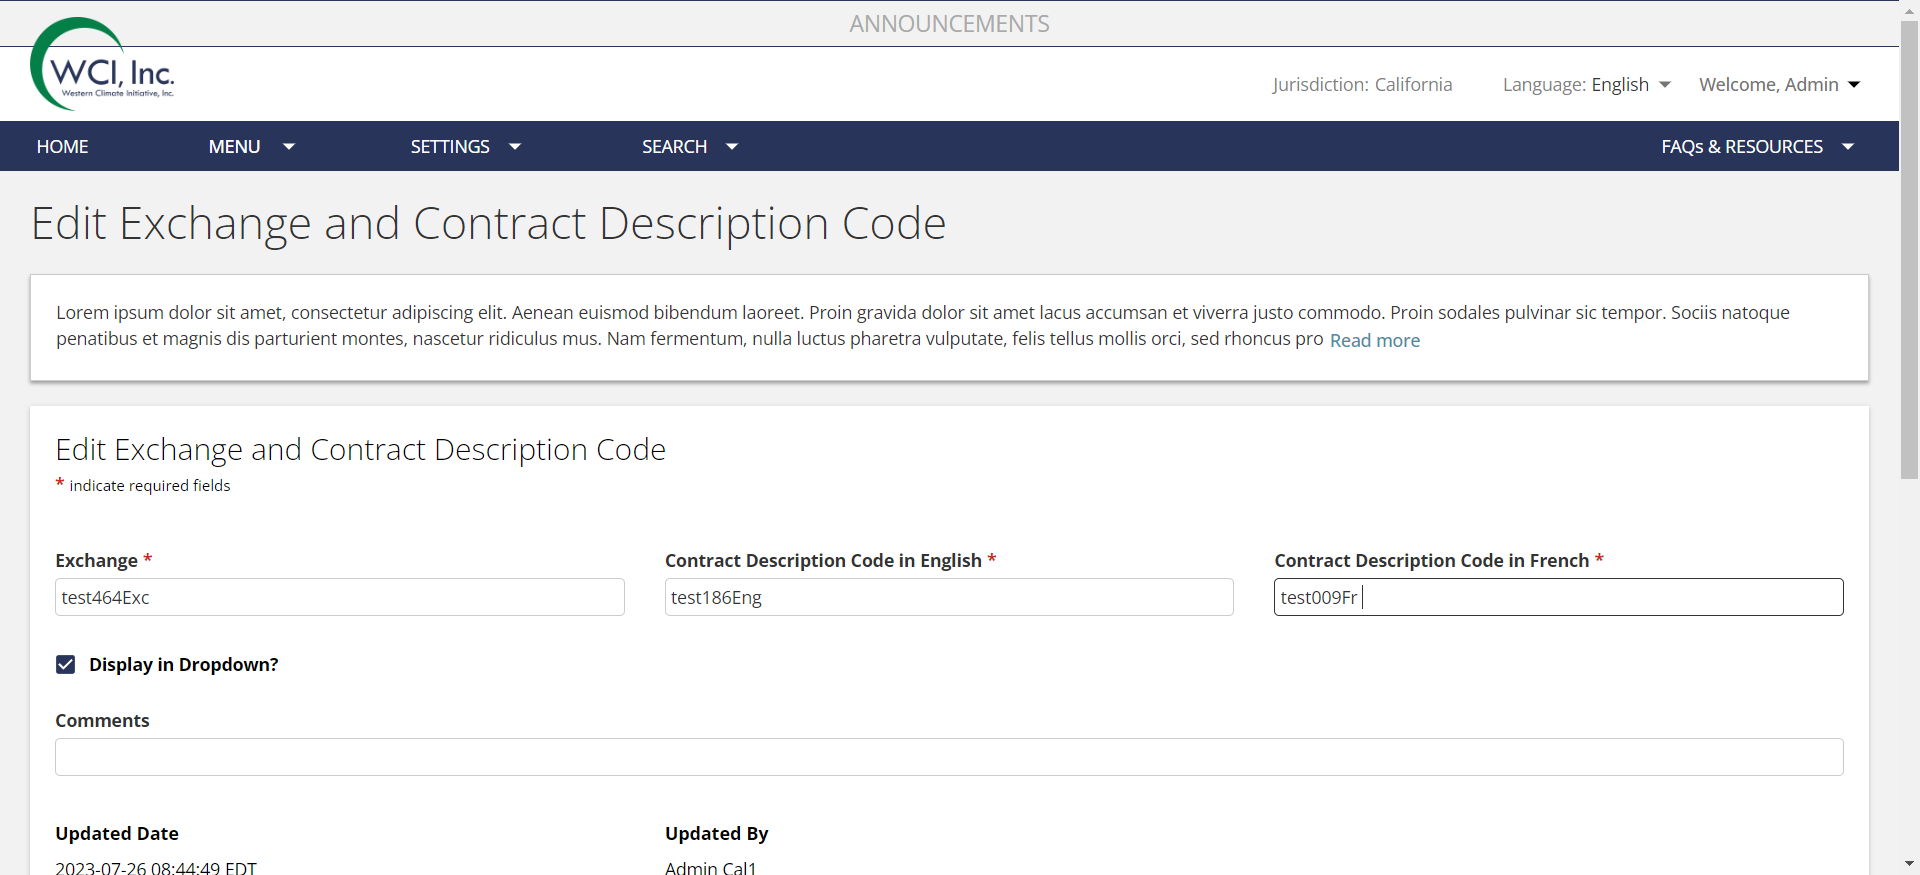 ANNOUNCEMENTS
WCI, Inc.
Western Climate Initiative, Inc.
Jurisdiction: California
Language: English
Welcome, Admin
HOME
MENU
SETTINGS
SEARCH
FAQs & RESOURCES
Edit Exchange and Contract Description Code
Lorem ipsum dolor sit amet, consectetur adipiscing elit. Aenean euismod bibendum laoreet. Proin gravida dolor sit amet lacus accumsan et viverra justo commodo. Proin sodales pulvinar sic tempor. Sociis natoque
penatibus et magnis dis parturient montes, nascetur ridiculus mus. Nam fermentum, nulla luctus pharetra vulputate, felis tellus mollis orci, sed rhoncus pro Read more
Edit Exchange and Contract Description Code
* indicate required fields
Exchange *
test464Exc
Contract Description Code in English *
test186Eng
Contract Description Code in French *
test009Fr
Display in Dropdown?
Comments
Updated Date
2023-07-26 08:44:49 EDT
Updated By
Admin Cal1